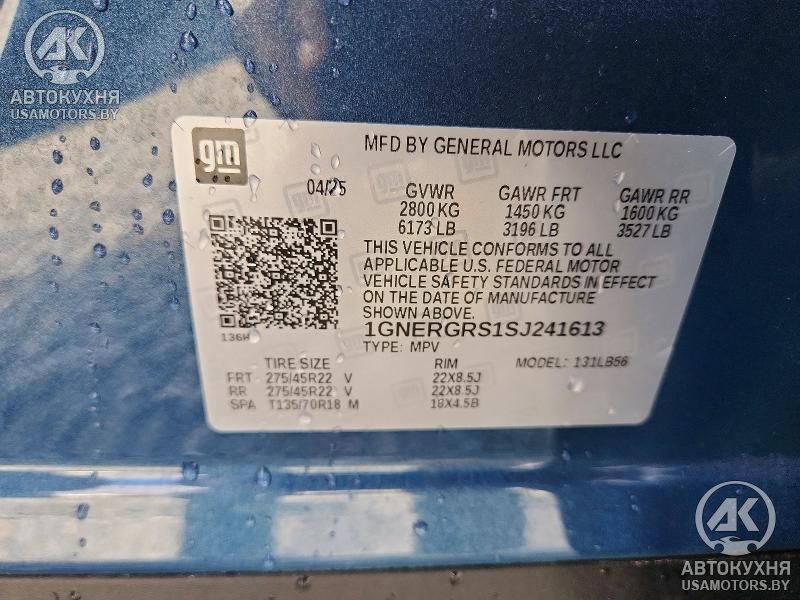 AK
АВТОКУХНЯ
USAMOTORS.BY
gm
MFD BY GENERAL MOTORS LLC
04/25 GVWR GAWR FRT GAWR RR
2800 KG 1450 KG 1600 KG
6173 LB 3196 LB 3527 LB
THIS VEHICLE CONFORMS TO ALL
APPLICABLE U.S. FEDERAL MOTOR
VEHICLE SAFETY STANDARDS IN EFFECT
ON THE DATE OF MANUFACTURE
SHOWN ABOVE.
1GNERGRS1SJ241613
136H
TYPE: MPV MODEL: 131LB56
TIRE SIZE RIM
FRT 275/45R22 V 22X8.5J
RR 275/45R22 V 22X8.5J
SPA T135/70R18 M 18X4.5B
AK
АВТОКУХНЯ
USAMOTORS.BY